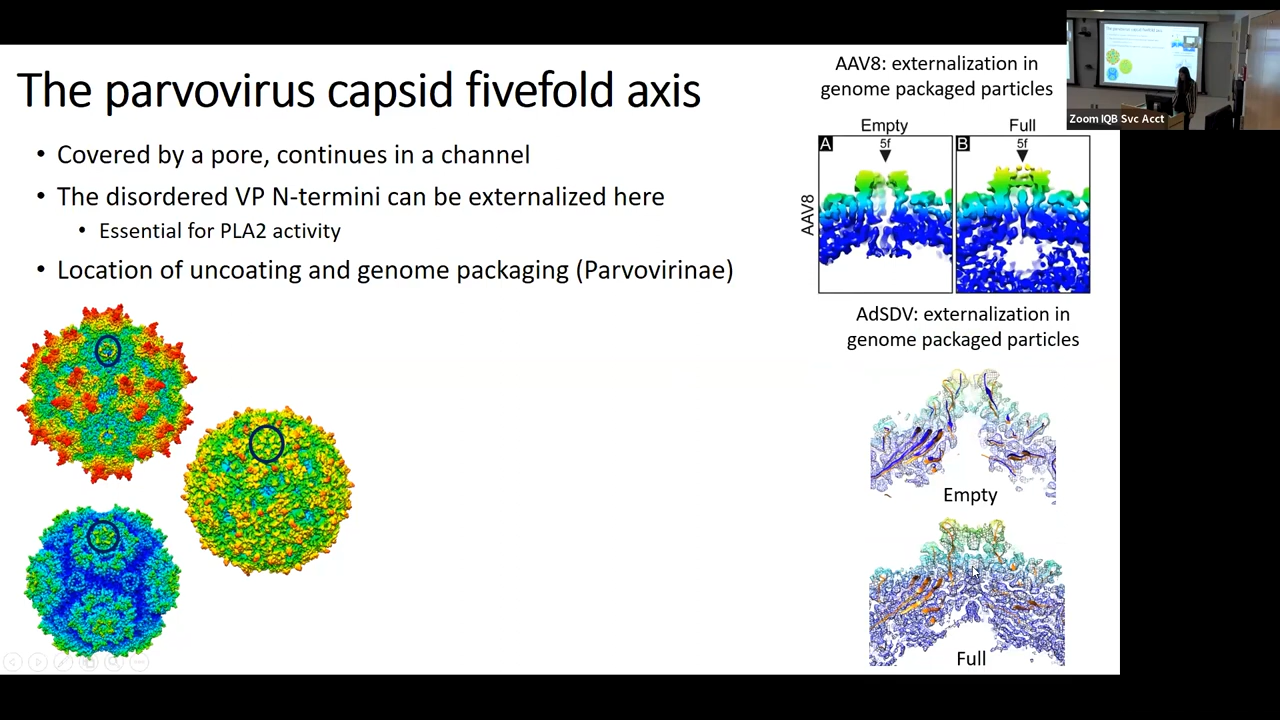 The parvovirus capsid fivefold axis
• Covered by a pore, continues in a channel
• The disordered VP N-termini can be externalized here
• Essential for PLA2 activity
• Location of uncoating and genome packaging (Parvovirinae)
AAV8: externalization in
genome packaged particles
Empty
Full
A
5f
B
5f
AAV8
AdSDV: externalization in
genome packaged particles
Empty
Full
Zoom IQB Svc Acct